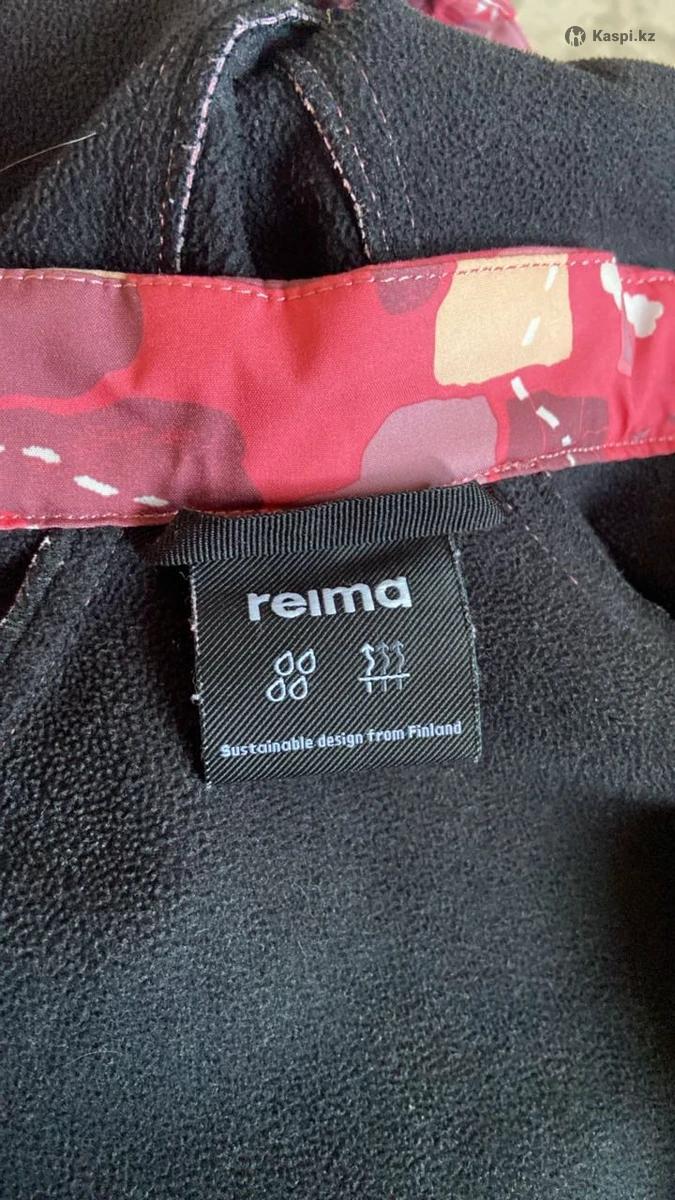 Kaspi.kz
reima
Sustainable design from Finland